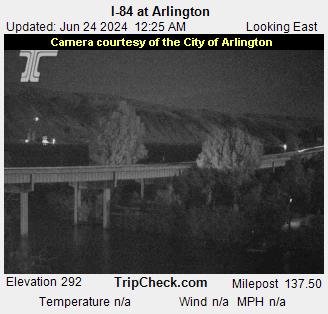 I-84 at Arlington
Updated: Jun 24 2024 12:25 AM Looking East
Camera courtesy of the City of Arlington
Elevation 292 TripCheck.com Milepost 137.50
Temperature n/a Wind n/a MPH n/a